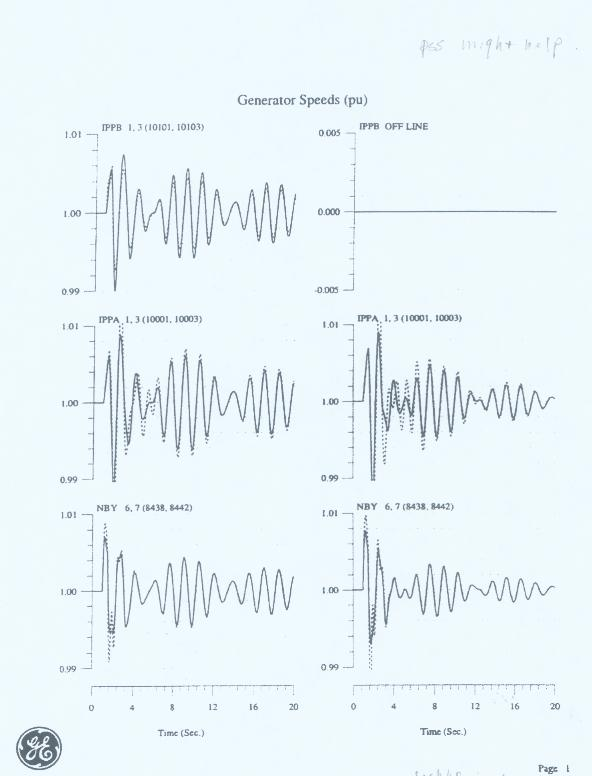 pss might help.
Generator Speeds (pu)
IPPB 1, 3 (10101, 10103)
1.01
1.00
0.99
IPPB OFF LINE
0.005
0.000
-0.005
IPPA 1, 3 (10001, 10003)
1.01
1.00
0.99
IPPA 1, 3 (10001, 10003)
1.01
1.00
0.99
NBY 6, 7 (8438, 8442)
1.01
1.00
0.99
NBY 6, 7 (8438, 8442)
1.01
1.00
0.99
0 4 8 12 16 20
Time (Sec.)
0 4 8 12 16 20
Time (Sec.)
GE
Page 1